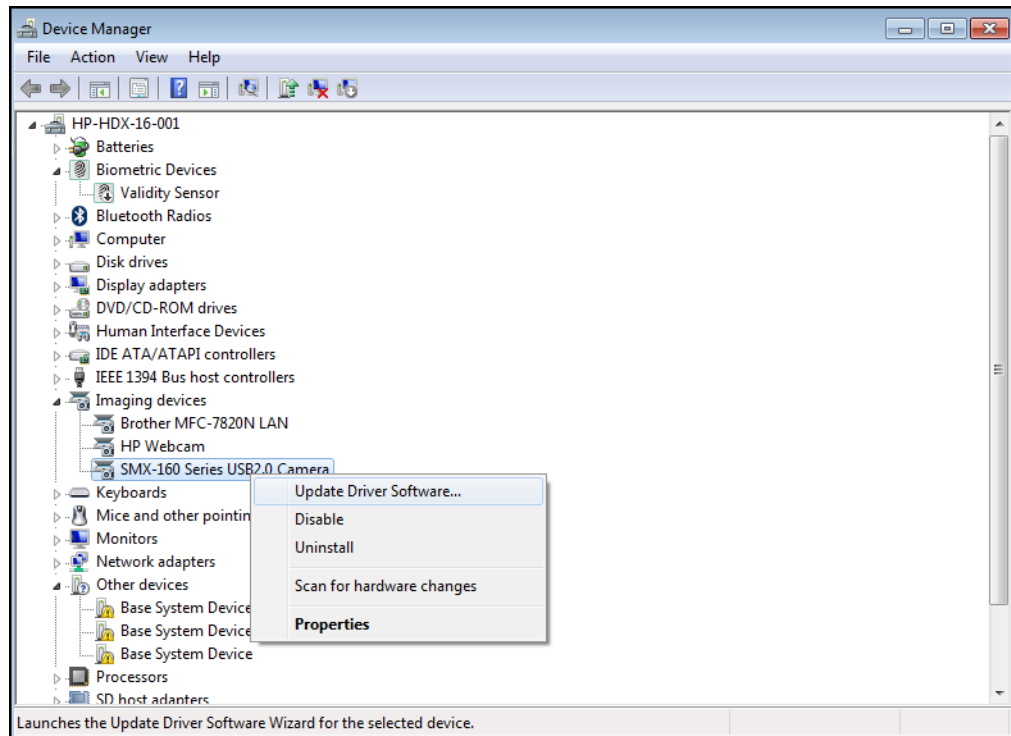 Device Manager
File Action View Help
HP-HDX-16-001
Batteries
Biometric Devices
Validity Sensor
Bluetooth Radios
Computer
Disk drives
Display adapters
DVD/CD-ROM drives
Human Interface Devices
IDE ATA/ATAPI controllers
IEEE 1394 Bus host controllers
Imaging devices
Brother MFC-7820N LAN
HP Webcam
SMX-160 Series USB2.0 Camera
Keyboards
Mice and other pointin
Monitors
Network adapters
Other devices
Base System Device
Base System Device
Base System Device
Processors
SD host adapters
Update Driver Software...
Disable
Uninstall
Scan for hardware changes
Properties
Launches the Update Driver Software Wizard for the selected device.